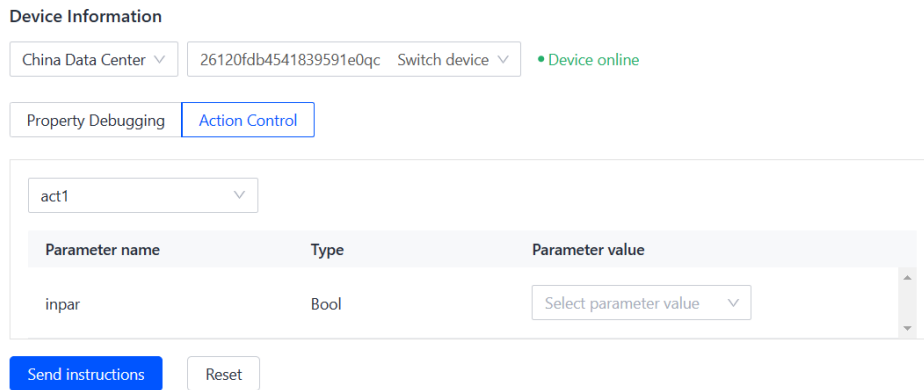 Device Information
China Data Center 26120fdb4541839591e0qc Switch device Device online
Property Debugging Action Control
act1
Parameter name Type Parameter value
inpar Bool Select parameter value
Send instructions Reset